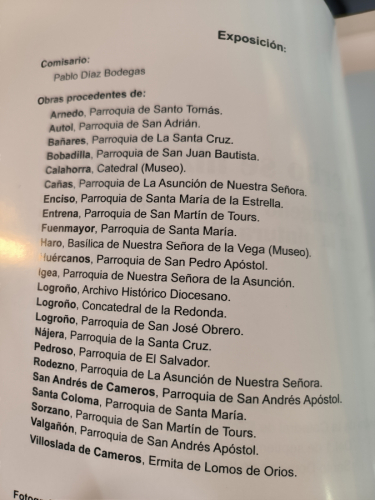 Exposición:
Comisario:
Pablo Díaz Bodegas
Obras procedentes de:
Arnedo, Parroquia de Santo Tomás.
Autol, Parroquia de San Adrián.
Bañares, Parroquia de La Santa Cruz.
Bobadilla, Parroquia de San Juan Bautista.
Calahorra, Catedral (Museo).
Cañas, Parroquia de La Asunción de Nuestra Señora.
Enciso, Parroquia de Santa María de la Estrella.
Entrena, Parroquia de San Martín de Tours.
Fuenmayor, Parroquia de Santa María.
Haro, Basílica de Nuestra Señora de la Vega (Museo).
Huércanos, Parroquia de San Pedro Apóstol.
Igea, Parroquia de Nuestra Señora de la Asunción.
Logroño, Archivo Histórico Diocesano.
Logroño, Concatedral de la Redonda.
Logroño, Parroquia de San José Obrero.
Nájera, Parroquia de la Santa Cruz.
Pedroso, Parroquia de El Salvador.
Rodezno, Parroquia de La Asunción de Nuestra Señora.
San Andrés de Cameros, Parroquia de San Andrés Apóstol.
Santa Coloma, Parroquia de Santa María.
Sorzano, Parroquia de San Martín de Tours.
Valgañón, Parroquia de San Andrés Apóstol.
Villoslada de Cameros, Ermita de Lomos de Orios.